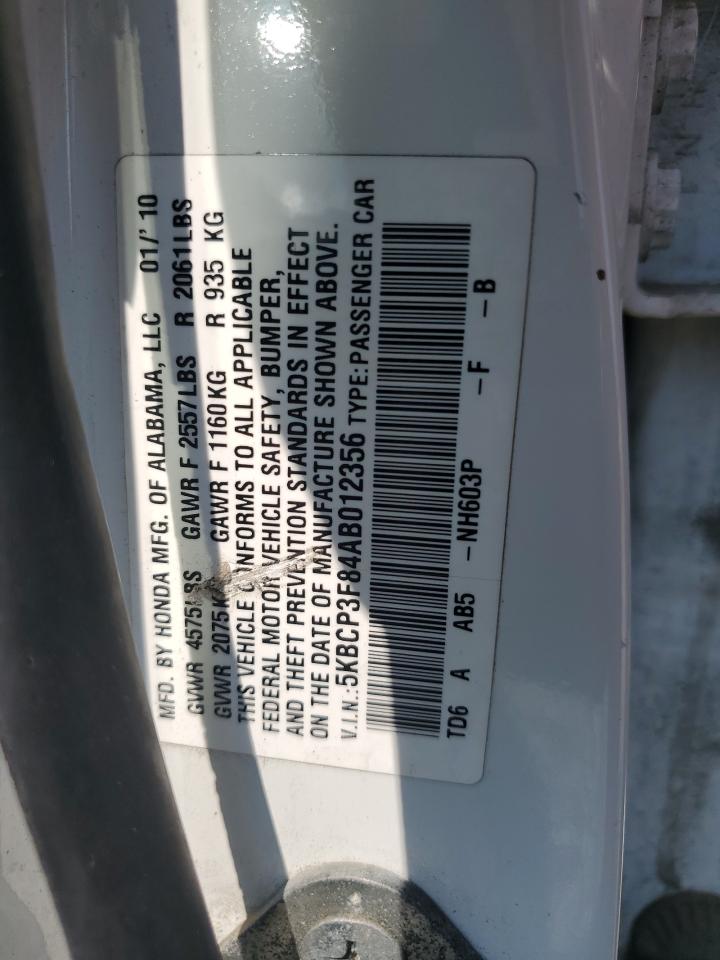 MFD. BY HONDA MFG. OF ALABAMA, LLC 01/'10
GVWR 4575LBS GAWR F 2557LBS R 2061LBS
GVWR 2075K GAWR F 1160KG R 935 KG
THIS VEHICLE CONFORMS TO ALL APPLICABLE
FEDERAL MOTOR VEHICLE SAFETY, BUMPER,
AND THEFT PREVENTION STANDARDS IN EFFECT
ON THE DATE OF MANUFACTURE SHOWN ABOVE.
V.I.N.:5KBCP3F84AB012356 TYPE:PASSENGER CAR
TD6 A AB5 –NH603P –F –B